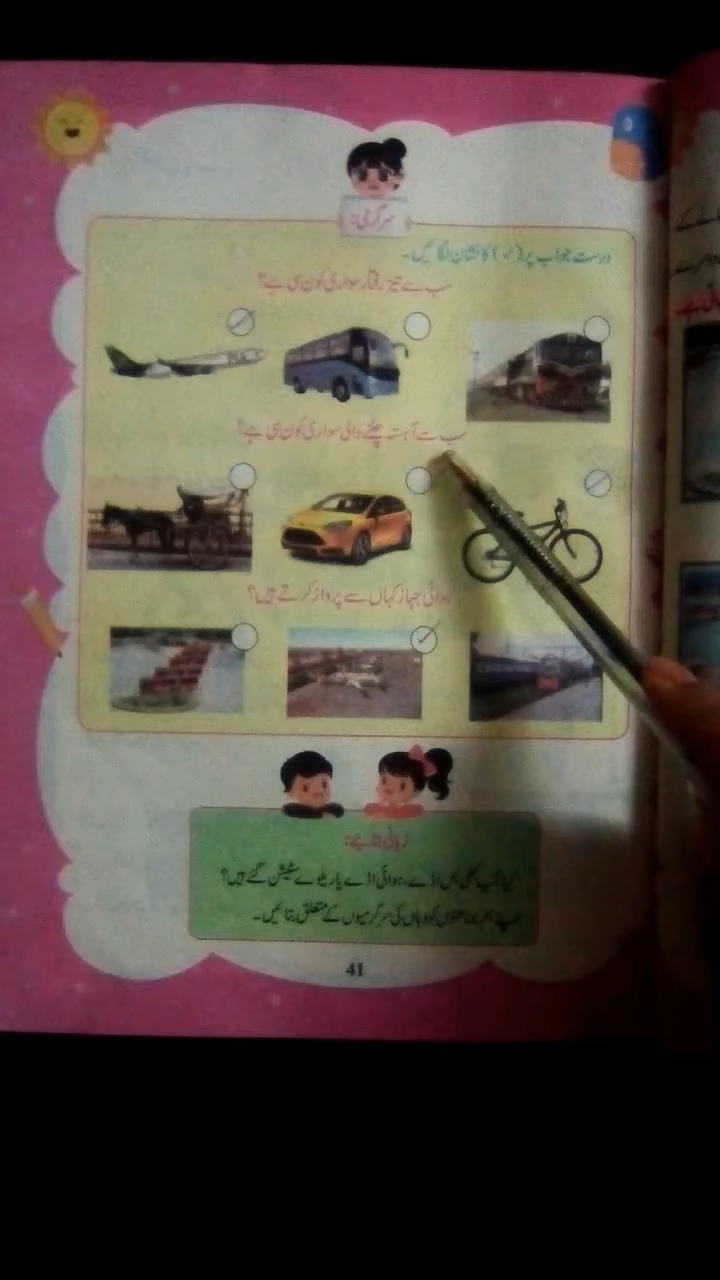 سرگرمی:
درست جواب پر (✓) کا نشان لگائیں۔
سب سے تیز رفتار سواری کون سی ہے؟
سب سے آہستہ چلنے والی سواری کون سی ہے؟
ہوائی جہاز کہاں سے پرواز کرتے ہیں؟
زبانی بتایئے:
کیا آپ کبھی بس اڈے، ہوائی اڈے یا ریلوے سٹیشن گئے ہیں؟
اپنے ہم جماعتوں کو وہاں کی سرگرمیوں کے متعلق بتائیں۔
41